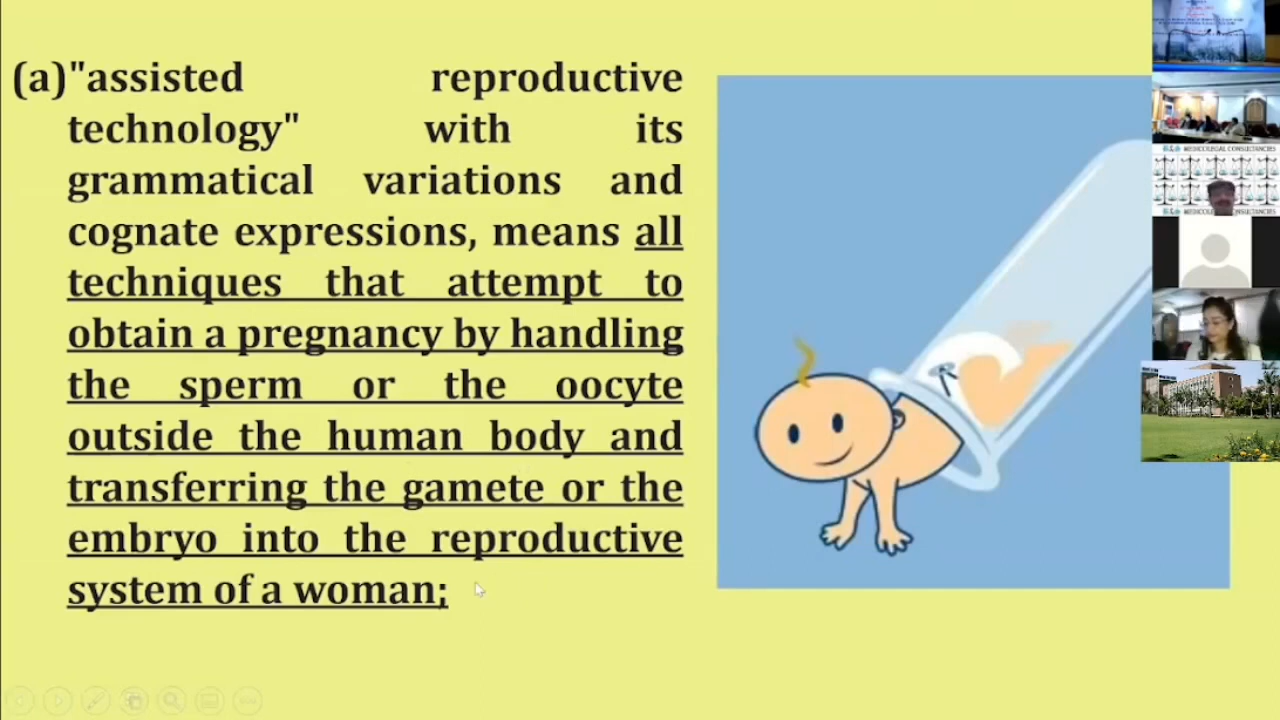 (a)"assisted reproductive
technology" with its
grammatical variations and
cognate expressions, means all
techniques that attempt to
obtain a pregnancy by handling
the sperm or the oocyte
outside the human body and
transferring the gamete or the
embryo into the reproductive
system of a woman;
MEDICOLEGAL CONSULTANCIES